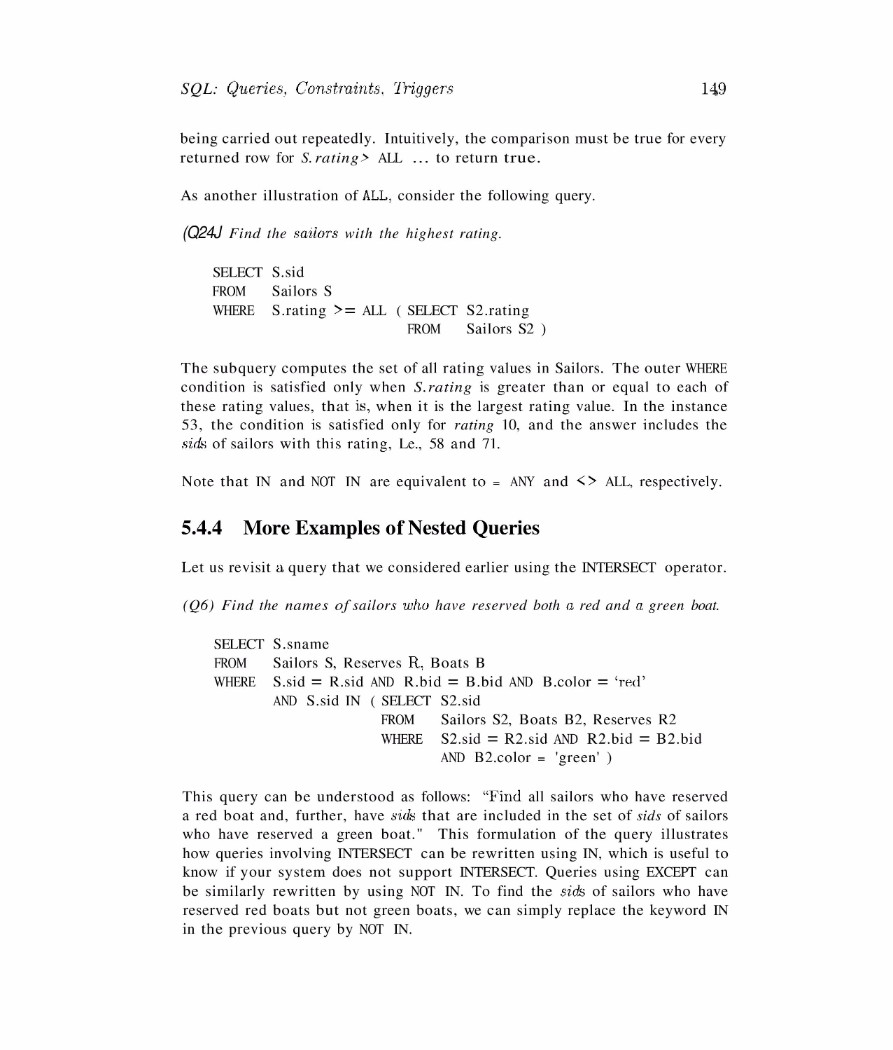 SQL: Queries, Constraints, Triggers 149
being carried out repeatedly. Intuitively, the comparison must be true for every
returned row for S.rating> ALL ... to return true.
As another illustration of ALL, consider the following query.
(Q24J Find the sailors with the highest rating.
SELECT S.sid
FROM Sailors S
WHERE S.rating >= ALL ( SELECT S2.rating
FROM Sailors S2 )
The subquery computes the set of all rating values in Sailors. The outer WHERE
condition is satisfied only when S.rating is greater than or equal to each of
these rating values, that is, when it is the largest rating value. In the instance
53, the condition is satisfied only for rating 10, and the answer includes the
sids of sailors with this rating, Le., 58 and 71.
Note that IN and NOT IN are equivalent to = ANY and <> ALL, respectively.
5.4.4 More Examples of Nested Queries
Let us revisit a query that we considered earlier using the INTERSECT operator.
(Q6) Find the names of sailors who have reserved both a red and a green boat.
SELECT S.sname
FROM Sailors S, Reserves R, Boats B
WHERE S.sid = R.sid AND R.bid = B.bid AND B.color = ‘red’
AND S.sid IN ( SELECT S2.sid
FROM Sailors S2, Boats B2, Reserves R2
WHERE S2.sid = R2.sid AND R2.bid = B2.bid
AND B2.color = 'green' )
This query can be understood as follows: “Find all sailors who have reserved
a red boat and, further, have sids that are included in the set of sids of sailors
who have reserved a green boat." This formulation of the query illustrates
how queries involving INTERSECT can be rewritten using IN, which is useful to
know if your system does not support INTERSECT. Queries using EXCEPT can
be similarly rewritten by using NOT IN. To find the sids of sailors who have
reserved red boats but not green boats, we can simply replace the keyword IN
in the previous query by NOT IN.